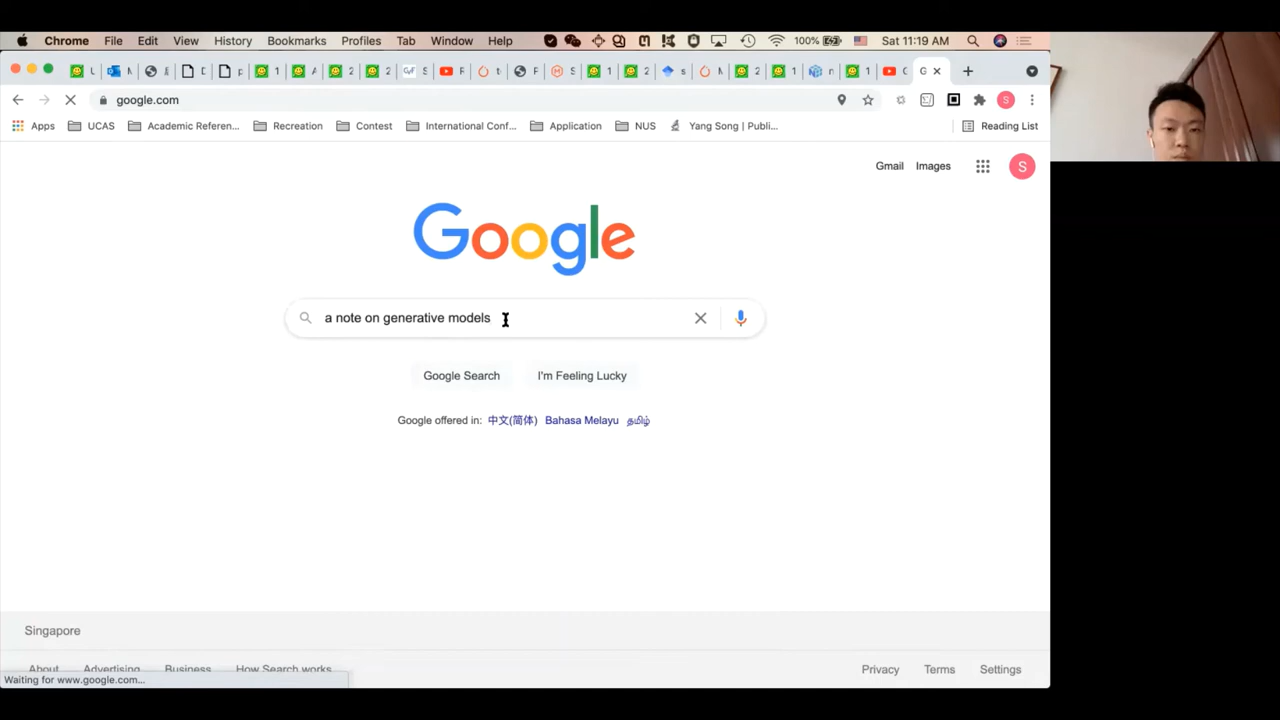 Chrome File Edit View History Bookmarks Profiles Tab Window Help 100% Sat 11:19 AM
G
google.com
Apps UCAS Academic Referen... Recreation Contest International Conf... Application NUS Yang Song | Publi... Reading List
Gmail Images S
Google
a note on generative models
Google Search I'm Feeling Lucky
Google offered in: 中文(简体) Bahasa Melayu தமிழ்
Singapore
About Advertising Business How Search works Privacy Terms Settings
Waiting for www.google.com...